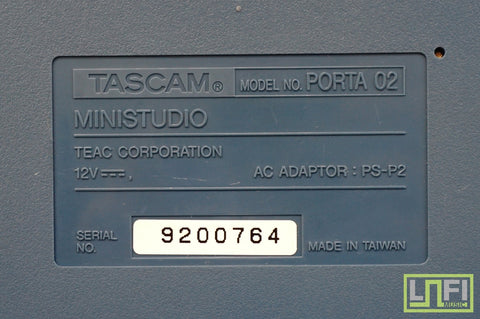 TASCAM® MODEL NO. PORTA 02
MINISTUDIO
TEAC CORPORATION
12V⎓, AC ADAPTOR : PS-P2
SERIAL NO. 9200764
MADE IN TAIWAN
LNFI
MUSIC